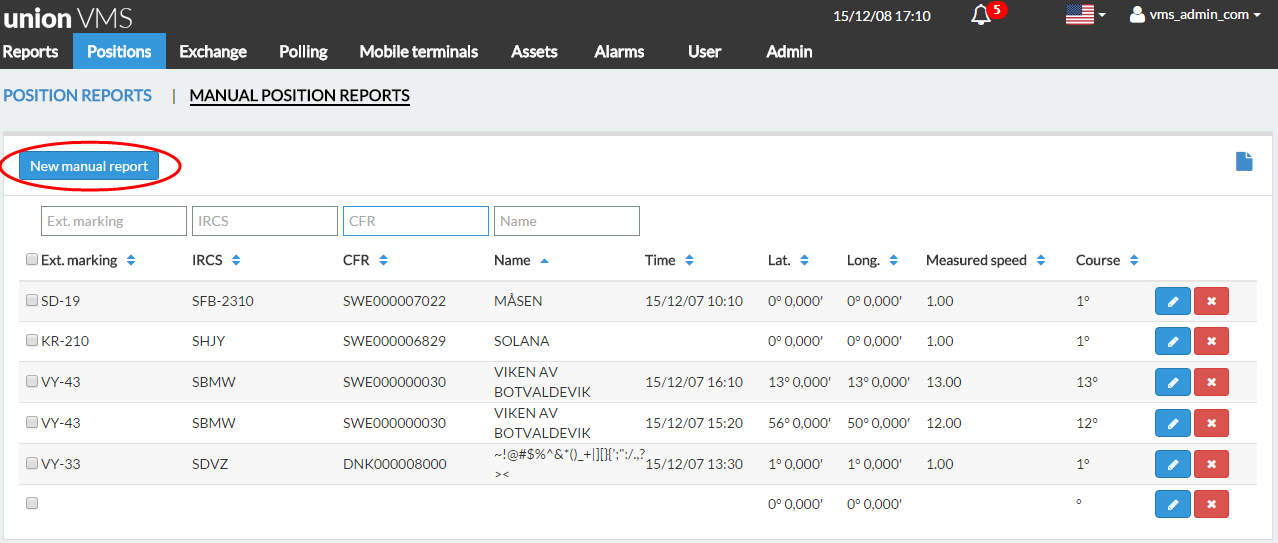 union VMS
15/12/08 17:10
5
vms_admin_com
Reports Positions Exchange Polling Mobile terminals Assets Alarms User Admin
POSITION REPORTS | MANUAL POSITION REPORTS
New manual report
Ext. marking IRCS CFR Name
Ext. marking IRCS CFR Name Time Lat. Long. Measured speed Course
SD-19 SFB-2310 SWE000007022 MÅSEN 15/12/07 10:10 0° 0,000′ 0° 0,000′ 1.00 1°
KR-210 SHJY SWE000006829 SOLANA 0° 0,000′ 0° 0,000′ 1.00 1°
VY-43 SBMW SWE000000030 VIKEN AV BOTVALDEVIK 15/12/07 16:10 13° 0,000′ 13° 0,000′ 13.00 13°
VY-43 SBMW SWE000000030 VIKEN AV BOTVALDEVIK 15/12/07 15:20 56° 0,000′ 50° 0,000′ 12.00 12°
VY-33 SDVZ DNK000008000 ~!@#$%^&*()_+|][}{';":/.,?>< 15/12/07 13:30 1° 0,000′ 1° 0,000′ 1.00 1°
0° 0,000′ 0° 0,000′ °